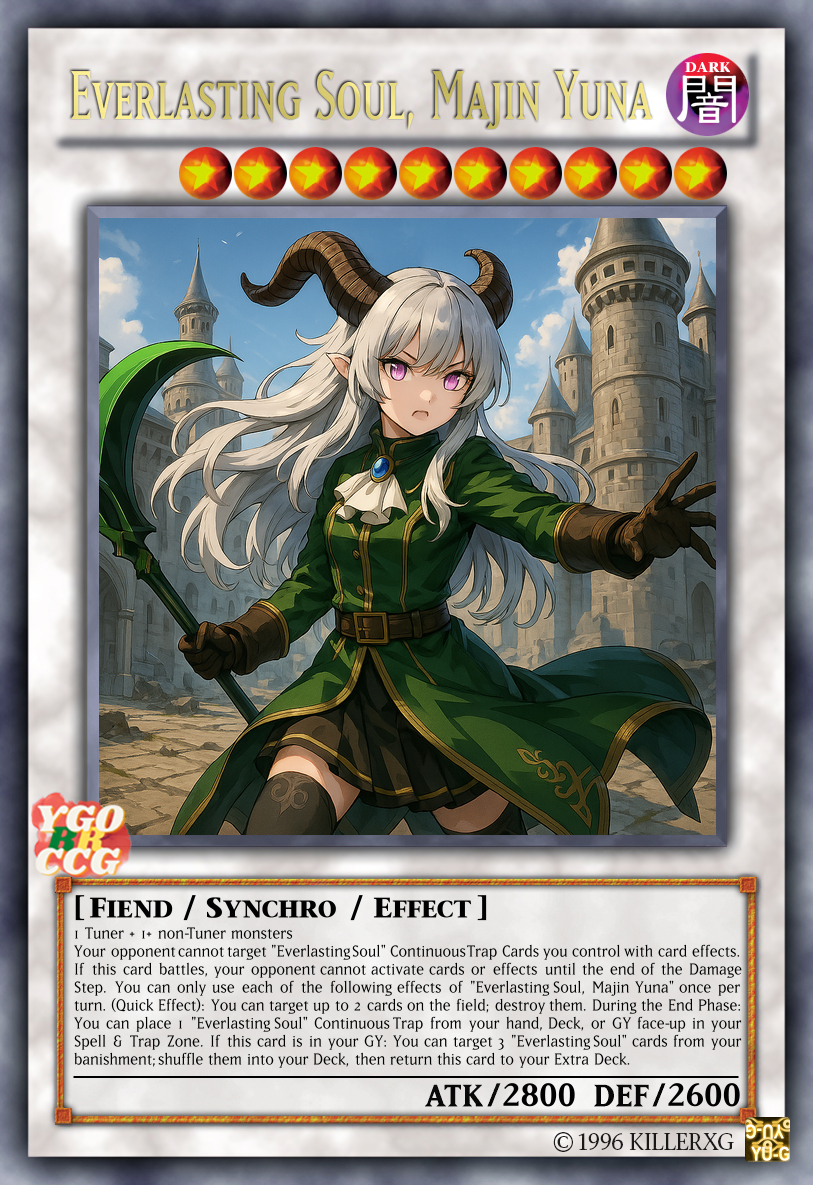 Everlasting Soul, Majin Yuna
DARK
闇
YGO
RR
CCG
[ Fiend / Synchro / Effect ]
1 Tuner + 1+ non-Tuner monsters
Your opponent cannot target "Everlasting Soul" Continuous Trap Cards you control with card effects.
If this card battles, your opponent cannot activate cards or effects until the end of the Damage
Step. You can only use each of the following effects of "Everlasting Soul, Majin Yuna" once per
turn. (Quick Effect): You can target up to 2 cards on the field; destroy them. During the End Phase:
You can place 1 "Everlasting Soul" Continuous Trap from your hand, Deck, or GY face-up in your
Spell & Trap Zone. If this card is in your GY: You can target 3 "Everlasting Soul" cards from your
banishment; shuffle them into your Deck, then return this card to your Extra Deck.
ATK/2800 DEF/2600
© 1996 KILLERXG